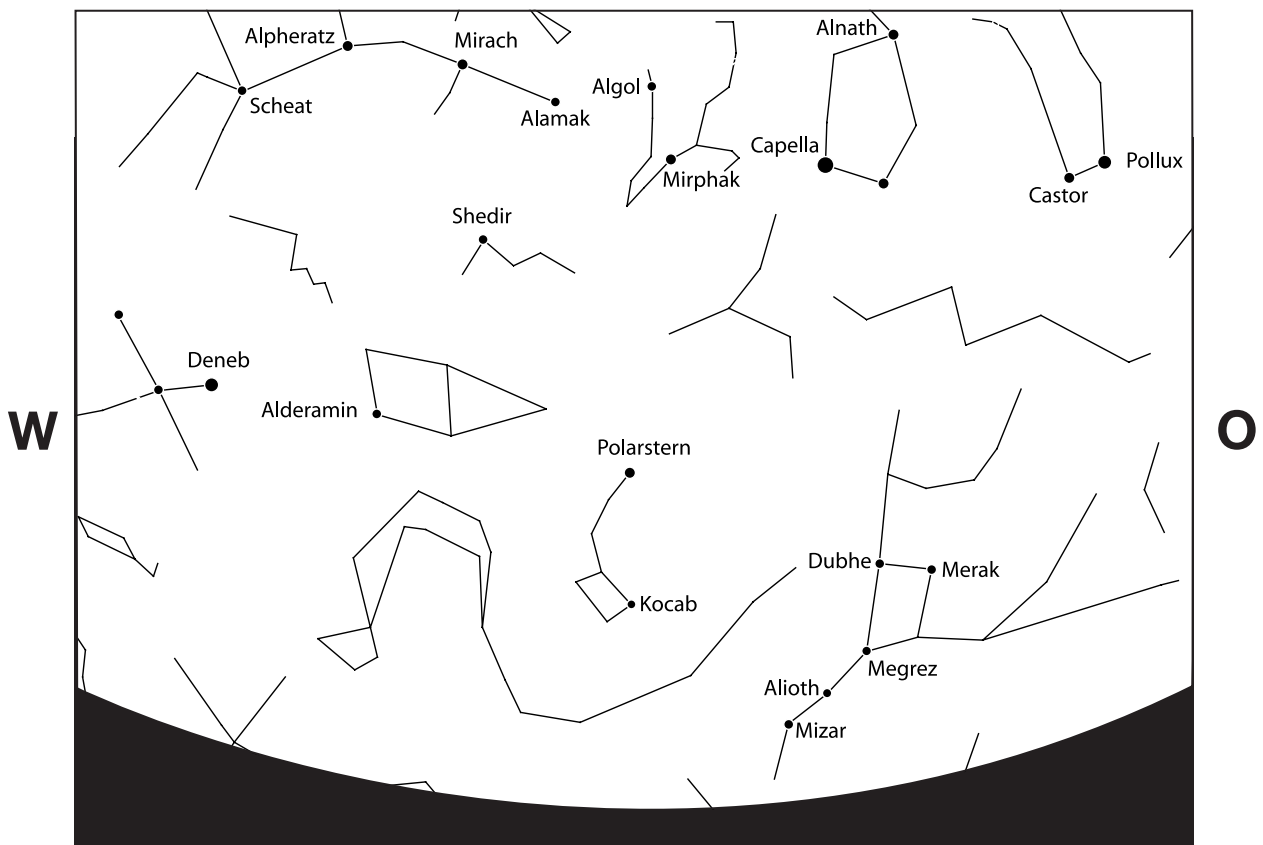 Alnath
Alpheratz
Mirach
Algol
Scheat
Alamak
Capella
Pollux
Mirphak
Castor
Shedir
Deneb
Alderamin
W
O
Polarstern
Dubhe
Merak
Kocab
Megrez
Alioth
Mizar